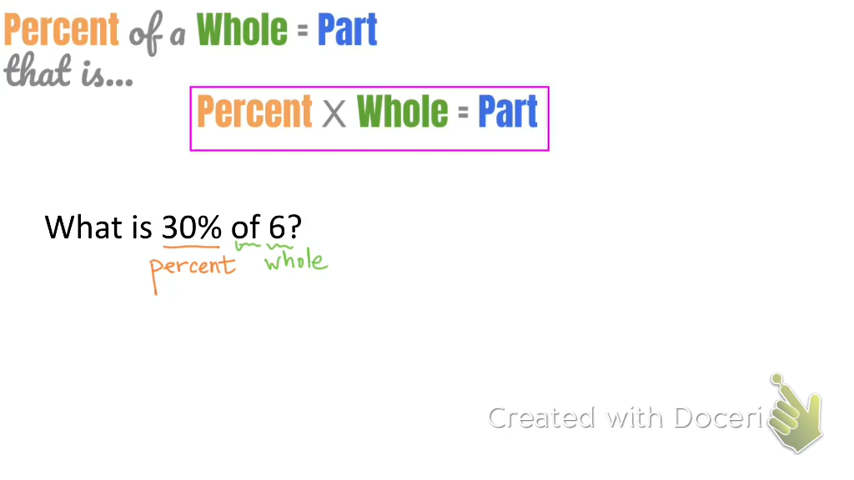 Percent of a Whole = Part
that is...
Percent X Whole = Part
What is 30% of 6?
percent whole
Created with Doceri